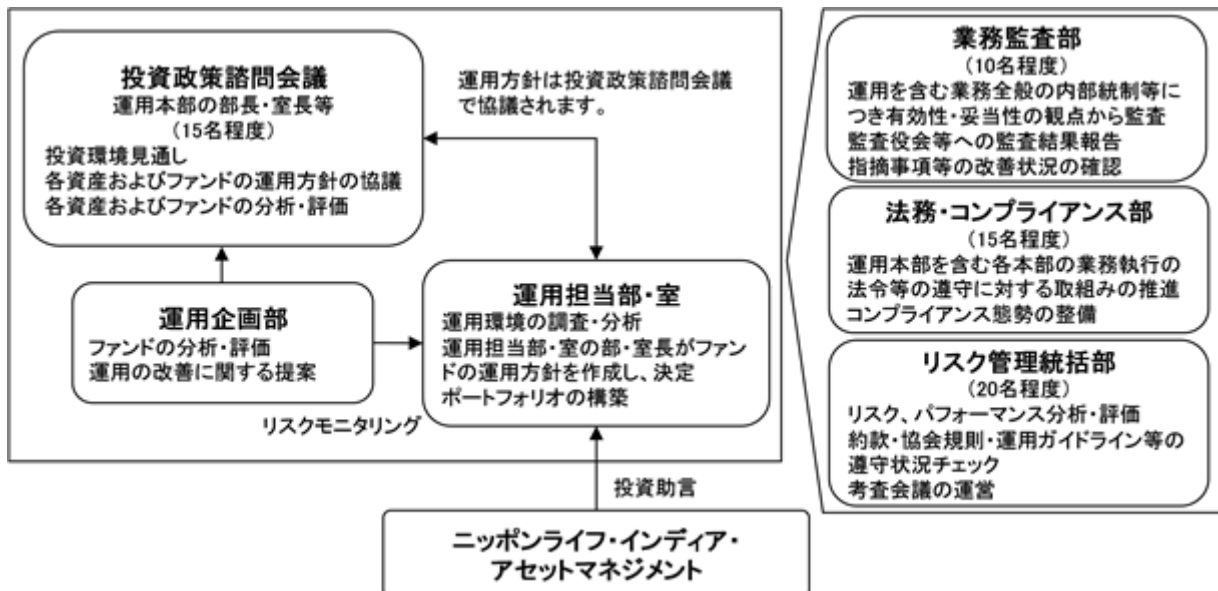 投資政策諮問会議
運用本部の部長・室長等
(15名程度)
投資環境見通し
各資産およびファンドの運用方針の協議
各資産およびファンドの分析・評価
運用方針は投資政策諮問会議
で協議されます。
運用企画部
ファンドの分析・評価
運用の改善に関する提案
リスクモニタリング
運用担当部・室
運用環境の調査・分析
運用担当部・室の部・室長がファン
ドの運用方針を作成し、決定
ポートフォリオの構築
投資助言
ニッポンライフ・インディア・
アセットマネジメント
業務監査部
(10名程度)
運用を含む業務全般の内部統制等に
つき有効性・妥当性の観点から監査
監査役会等への監査結果報告
指摘事項等の改善状況の確認
法務・コンプライアンス部
(15名程度)
運用本部を含む各本部の業務執行の
法令等の遵守に対する取組みの推進
コンプライアンス態勢の整備
リスク管理統括部
(20名程度)
リスク、パフォーマンス分析・評価
約款・協会規則・運用ガイドライン等の
遵守状況チェック
考査会議の運営